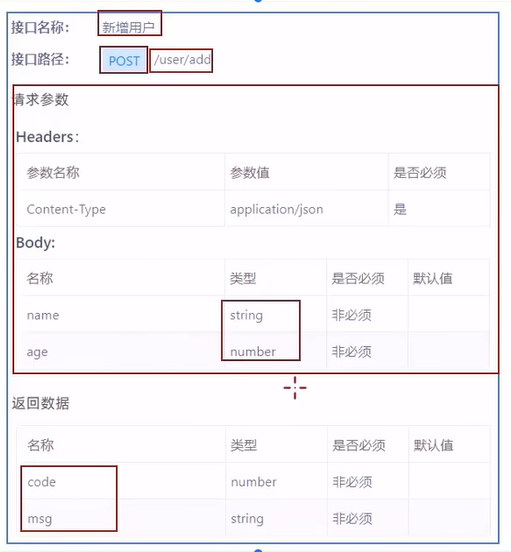 接口名称： 新增用户
接口路径： POST /user/add
请求参数
Headers：
参数名称 参数值 是否必须
Content-Type application/json 是
Body:
名称 类型 是否必须 默认值
name string 非必须
age number 非必须
返回数据
名称 类型 是否必须 默认值
code number 非必须
msg string 非必须